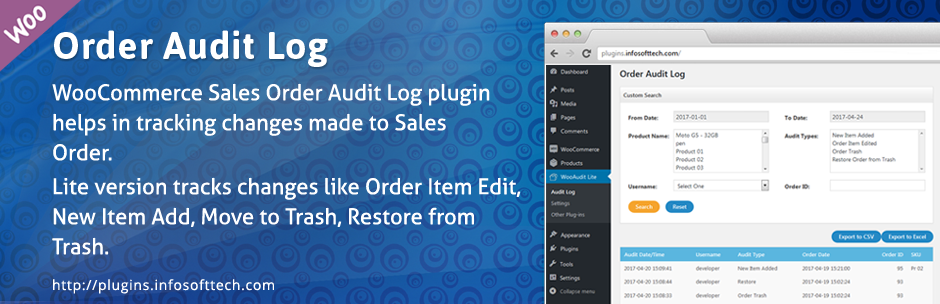 Woo
Order Audit Log
WooCommerce Sales Order Audit Log plugin
helps in tracking changes made to Sales
Order.
Lite version tracks changes like Order Item Edit,
New Item Add, Move to Trash, Restore from
Trash.
http://plugins.infosofttech.com
plugins.infosofttech.com/
Dashboard
Posts
Media
Pages
Comments
WooCommerce
Products
WooAudit Lite
Audit Log
Settings
Other Plug-ins
Appearance
Plugins
Tools
Settings
Collapse menu
Order Audit Log
Custom Search
From Date: 2017-01-01 To Date: 2017-04-24
Product Name: Moto G5 - 32GB Audit Types: New Item Added
pen Order Item Edited
Product 01 Order Trash
Product 02 Restore Order from Trash
Product 03
Username: Select One Order ID:
Search Reset
Export to CSV Export to Excel
Audit Date/Time Username Audit Type Order Date Order ID SKU
2017-04-20 15:09:41 developer New Item Added 2017-04-19 13:21:00 95 Pr 02
2017-04-20 15:08:44 developer Restore 2017-04-19 15:02:24 93
2017-04-20 15:08:33 developer Order Trash 2017-04-19 15:02:24 93